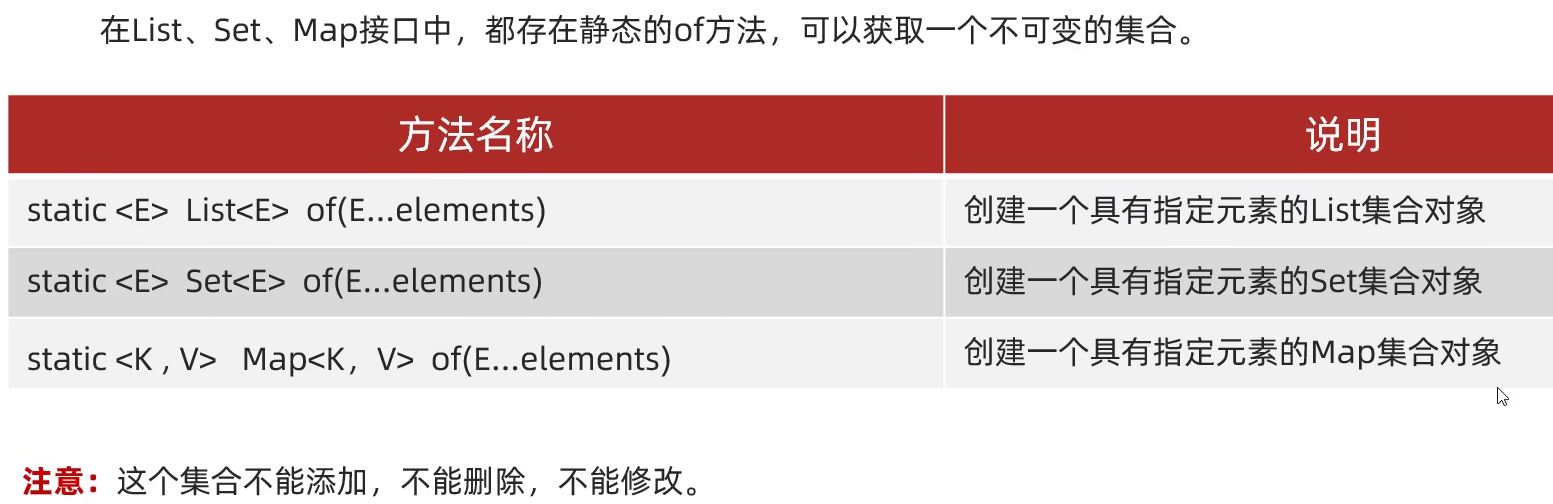 在List、Set、Map接口中，都存在静态的of方法，可以获取一个不可变的集合。
方法名称 说明
static <E> List<E> of(E...elements) 创建一个具有指定元素的List集合对象
static <E> Set<E> of(E...elements) 创建一个具有指定元素的Set集合对象
static <K , V> Map<K，V> of(E...elements) 创建一个具有指定元素的Map集合对象
注意：这个集合不能添加，不能删除，不能修改。